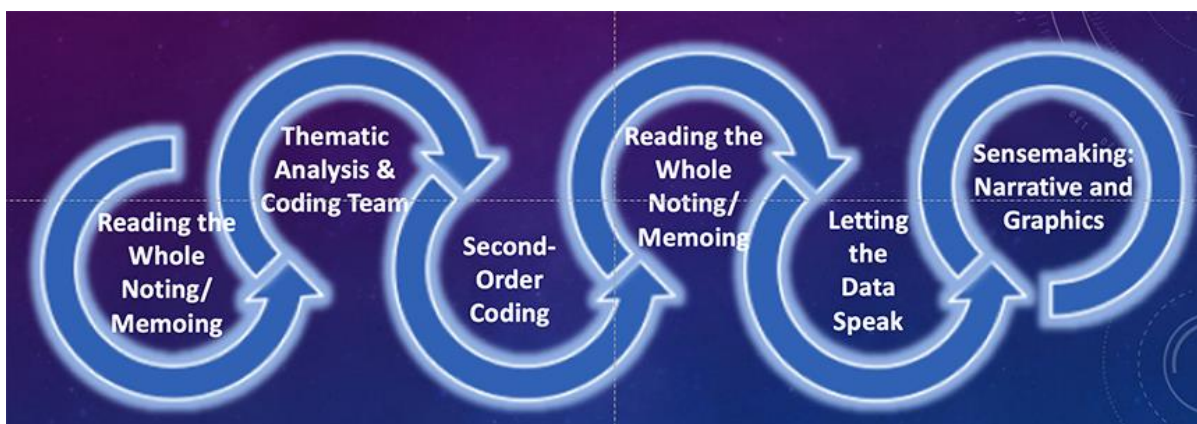 Reading the
Whole
Noting/
Memoing
Thematic
Analysis &
Coding Team
Second-
Order
Coding
Reading the
Whole
Noting/
Memoing
Letting
the
Data
Speak
Sensemaking:
Narrative and
Graphics